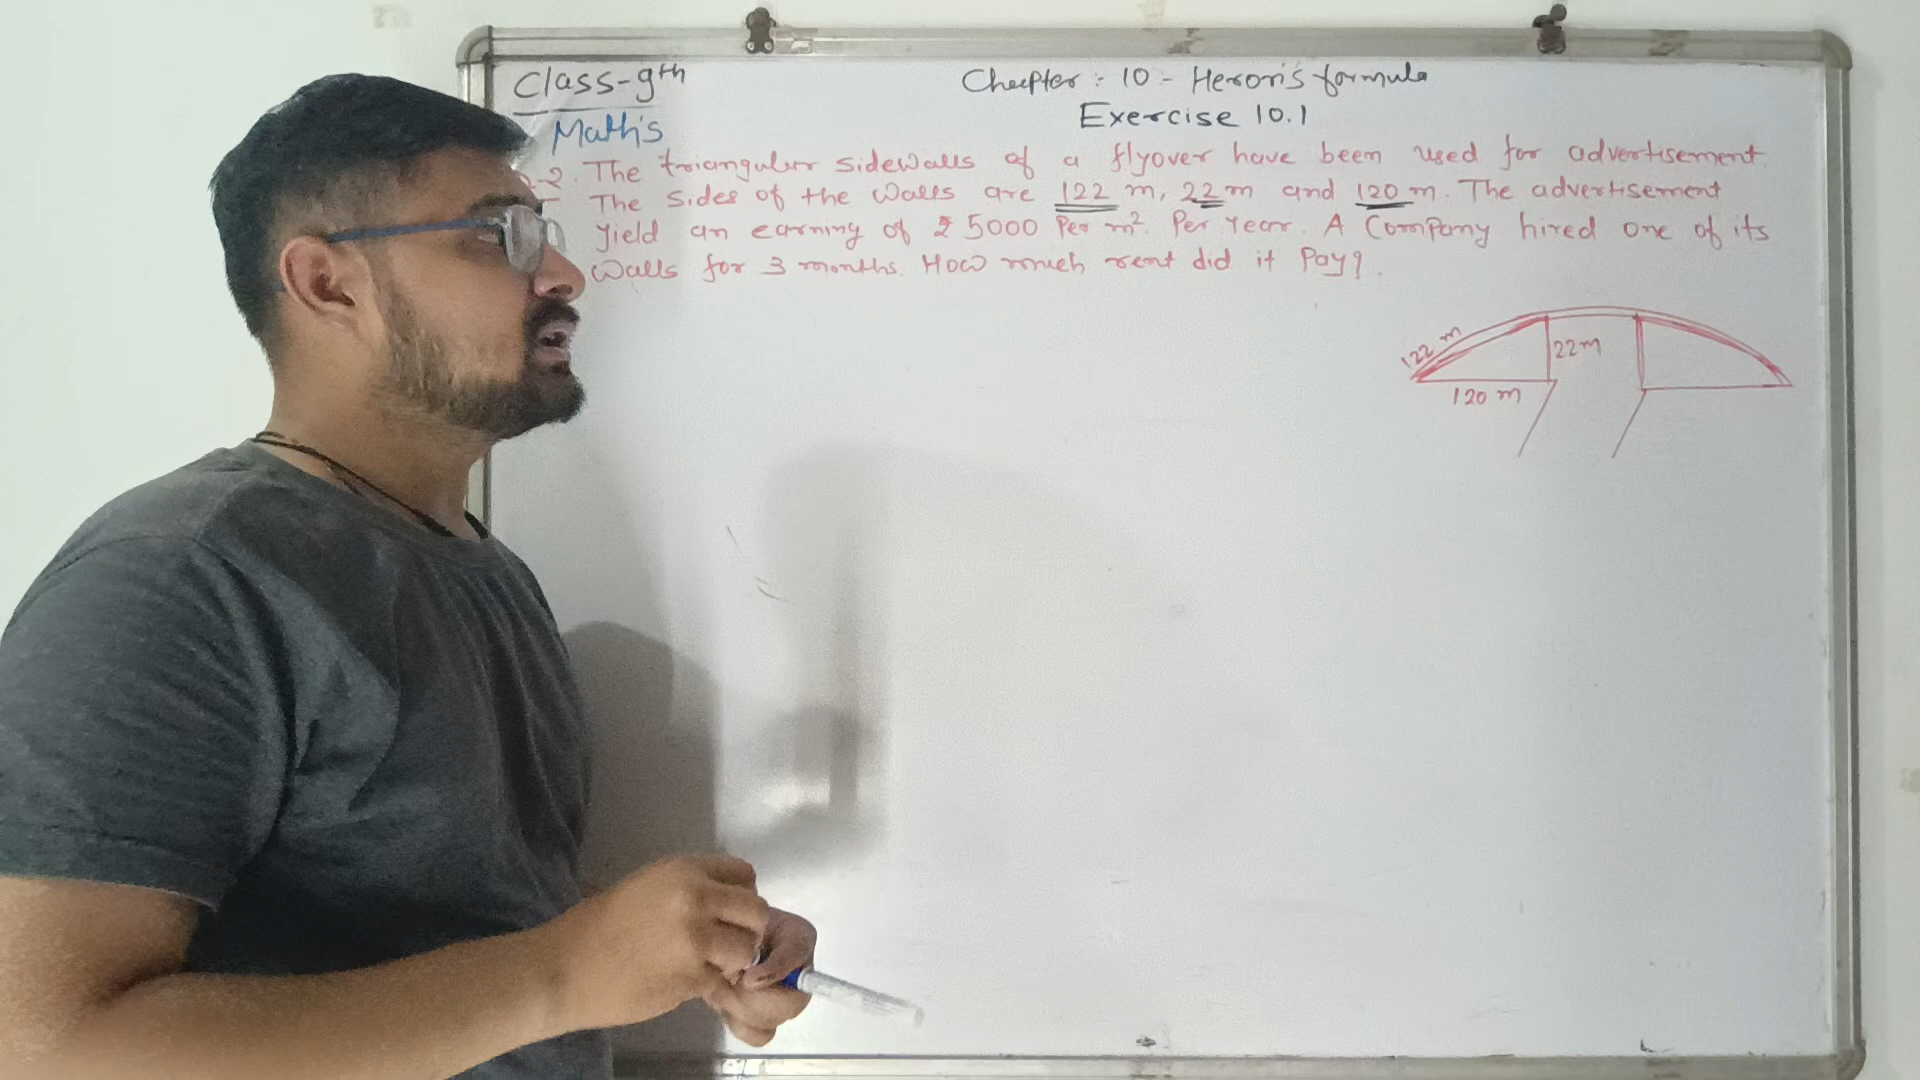 Class-9th
Chapter : 10 - Heron's formula
Maths
Exercise 10.1
-2. The triangular sidewalls of a flyover have been used for advertisement.
The sides of the walls are 122 m, 22 m and 120 m. The advertisement
yield an earning of ₹ 5000 Per m². Per Year. A Company hired one of its
walls for 3 months. How much rent did it Pay?.
122 m
22m
120 m